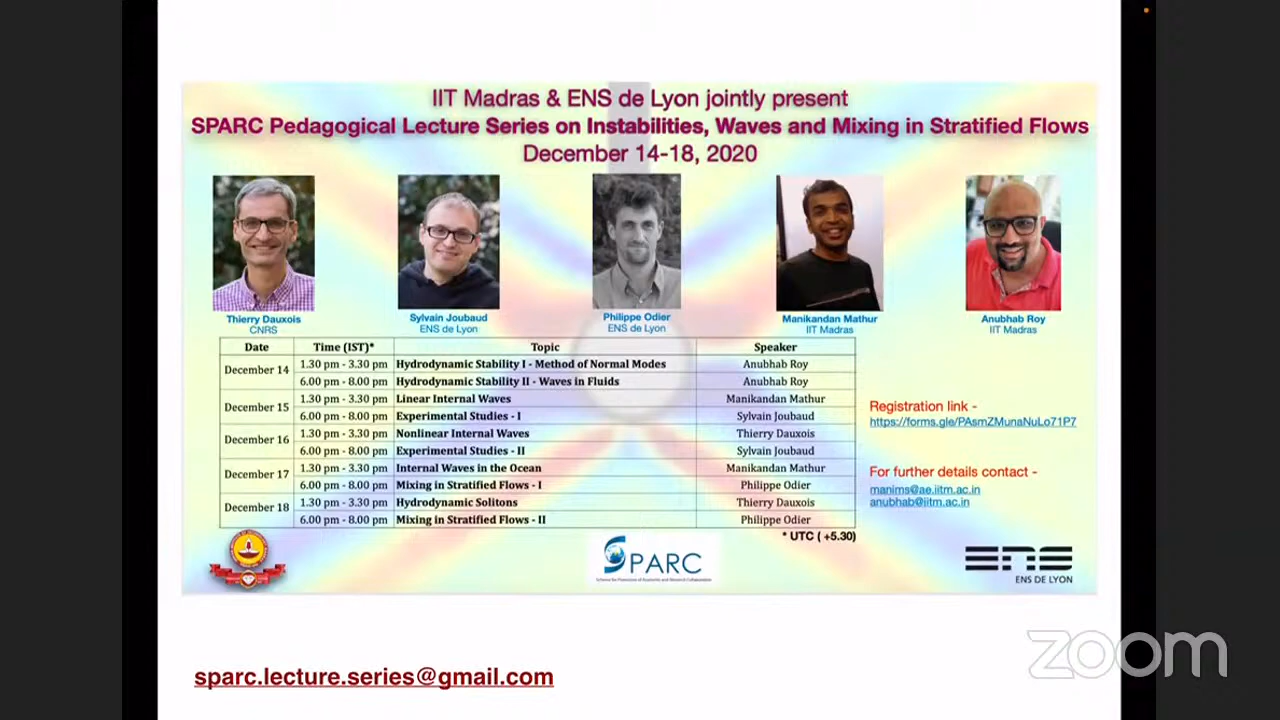 IIT Madras & ENS de Lyon jointly present
SPARC Pedagogical Lecture Series on Instabilities, Waves and Mixing in Stratified Flows
December 14-18, 2020
Thierry Dauxois
CNRS
Sylvain Joubaud
ENS de Lyon
Philippe Odier
ENS de Lyon
Manikandan Mathur
IIT Madras
Anubhab Roy
IIT Madras
Date Time (IST)* Topic Speaker
December 14
1.30 pm - 3.30 pm Hydrodynamic Stability I - Method of Normal Modes Anubhab Roy
6.00 pm - 8.00 pm Hydrodynamic Stability II - Waves in Fluids Anubhab Roy
December 15
1.30 pm - 3.30 pm Linear Internal Waves Manikandan Mathur
6.00 pm - 8.00 pm Experimental Studies - I Sylvain Joubaud
December 16
1.30 pm - 3.30 pm Nonlinear Internal Waves Thierry Dauxois
6.00 pm - 8.00 pm Experimental Studies - II Sylvain Joubaud
December 17
1.30 pm - 3.30 pm Internal Waves in the Ocean Manikandan Mathur
6.00 pm - 8.00 pm Mixing in Stratified Flows - I Philippe Odier
December 18
1.30 pm - 3.30 pm Hydrodynamic Solitons Thierry Dauxois
6.00 pm - 8.00 pm Mixing in Stratified Flows - II Philippe Odier
* UTC ( +5.30)
Registration link -
https://forms.gle/PAsmZMunaNuLo71P7
For further details contact -
manims@ae.iitm.ac.in
anubhab@iitm.ac.in
SPARC
Scheme for Promotion of Academic and Research Collaboration
ENS
ENS DE LYON
sparc.lecture.series@gmail.com
zoom